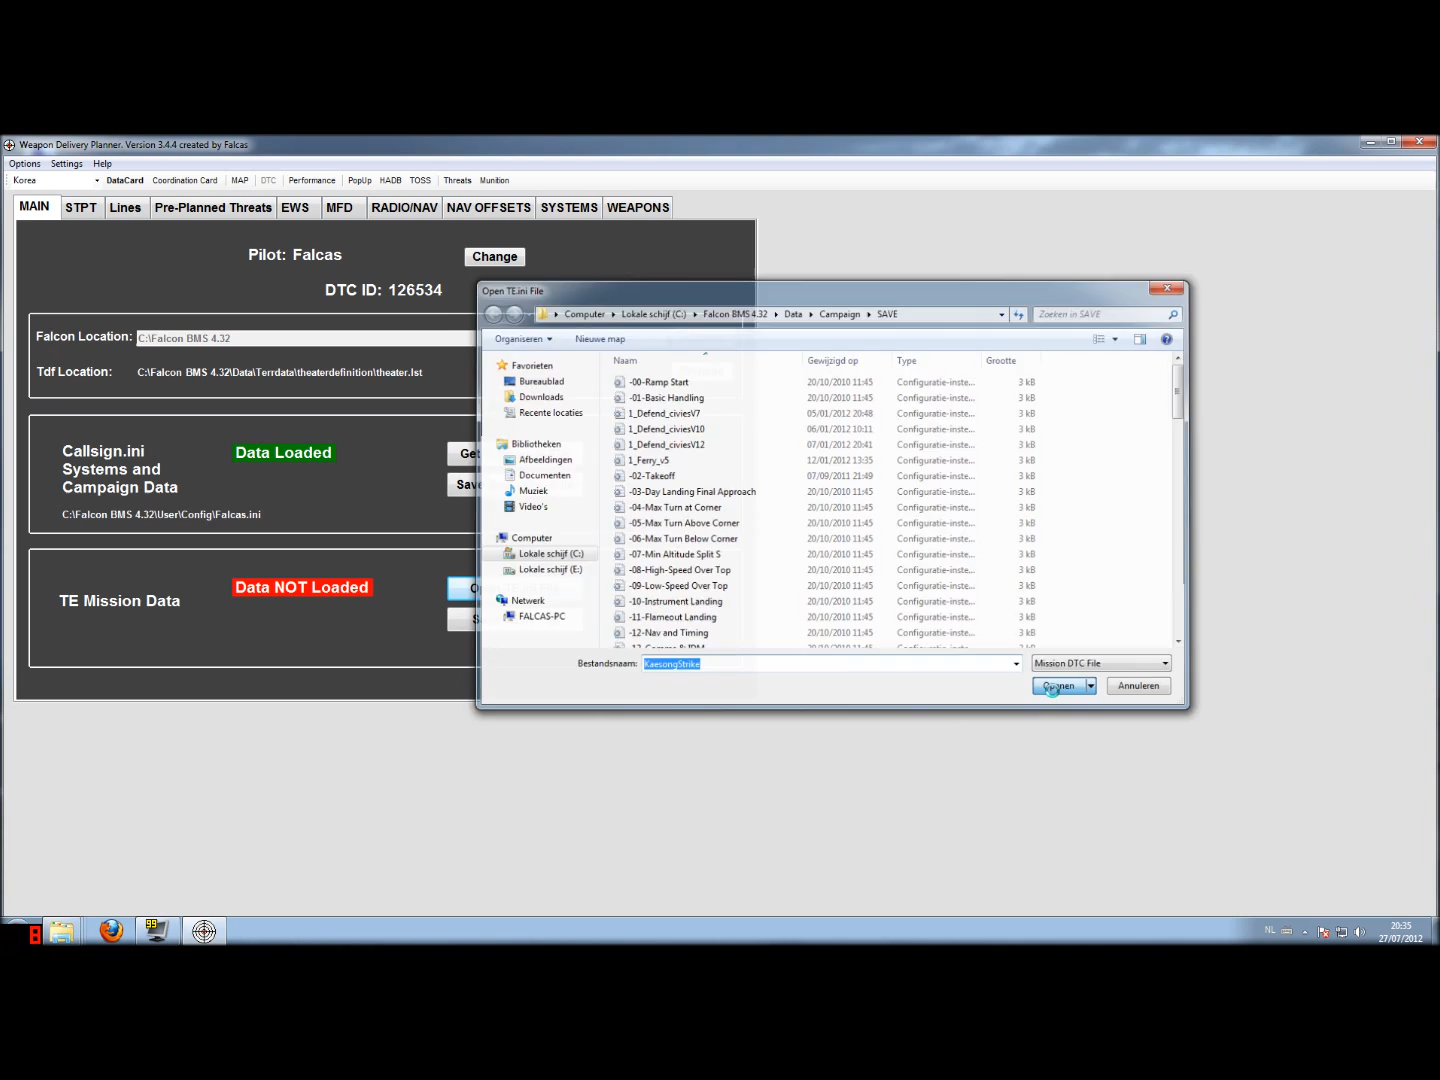 Weapon Delivery Planner. Version 3.4.4 created by Falcas
Options Settings Help
Korea DataCard Coordination Card MAP DTC Performance PopUp HADB TOSS Threats Munition
MAIN STPT Lines Pre-Planned Threats EWS MFD RADIO/NAV NAV OFFSETS SYSTEMS WEAPONS
Pilot: Falcas Change
DTC ID: 126534
Falcon Location: C:\Falcon BMS 4.32
Tdf Location: C:\Falcon BMS 4.32\Data\Terrdata\theaterdefinition\theater.lst
Callsign.ini
Systems and
Campaign Data
Data Loaded
C:\Falcon BMS 4.32\User\Config\Falcas.ini
TE Mission Data
Data NOT Loaded
Open TE.ini File
Computer Lokale schijf (C:) Falcon BMS 4.32 Data Campaign SAVE Zoeken in SAVE
Organiseren Nieuwe map
Favorieten
Bureaublad
Downloads
Recente locaties
Bibliotheken
Afbeeldingen
Documenten
Muziek
Video's
Computer
Lokale schijf (C:)
Lokale schijf (E:)
Netwerk
FALCAS-PC
Naam Gewijzigd op Type Grootte
-00-Ramp Start 20/10/2010 11:45 Configuratie-inste... 3 kB
-01-Basic Handling 20/10/2010 11:45 Configuratie-inste... 3 kB
1_Defend_civiesV7 05/01/2012 20:48 Configuratie-inste... 3 kB
1_Defend_civiesV10 06/01/2012 10:11 Configuratie-inste... 3 kB
1_Defend_civiesV12 07/01/2012 20:41 Configuratie-inste... 3 kB
1_Ferry_v5 12/01/2012 13:35 Configuratie-inste... 3 kB
-02-Takeoff 07/09/2011 21:49 Configuratie-inste... 3 kB
-03-Day Landing Final Approach 20/10/2010 11:45 Configuratie-inste... 3 kB
-04-Max Turn at Corner 20/10/2010 11:45 Configuratie-inste... 3 kB
-05-Max Turn Above Corner 20/10/2010 11:45 Configuratie-inste... 3 kB
-06-Max Turn Below Corner 20/10/2010 11:45 Configuratie-inste... 3 kB
-07-Min Altitude Split S 20/10/2010 11:45 Configuratie-inste... 3 kB
-08-High-Speed Over Top 20/10/2010 11:45 Configuratie-inste... 3 kB
-09-Low-Speed Over Top 20/10/2010 11:45 Configuratie-inste... 3 kB
-10-Instrument Landing 20/10/2010 11:45 Configuratie-inste... 3 kB
-11-Flameout Landing 20/10/2010 11:45 Configuratie-inste... 3 kB
-12-Nav and Timing 20/10/2010 11:45 Configuratie-inste... 3 kB
Bestandsnaam: KaesongStrike Mission DTC File
Openen Annuleren
NL
20:35
27/07/2012